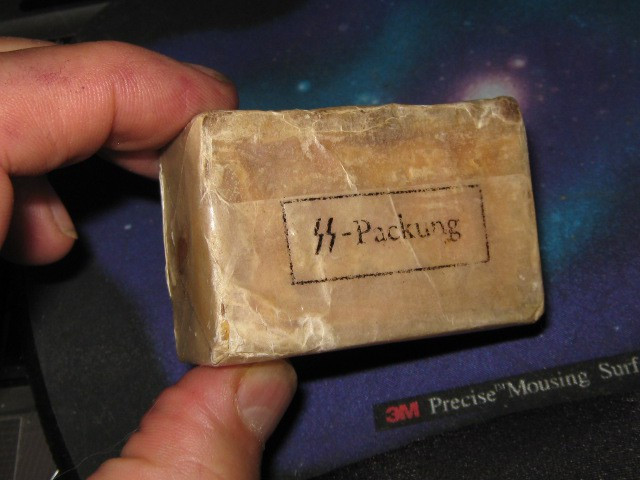 SS-Packung
3M Precise™ Mousing Surf